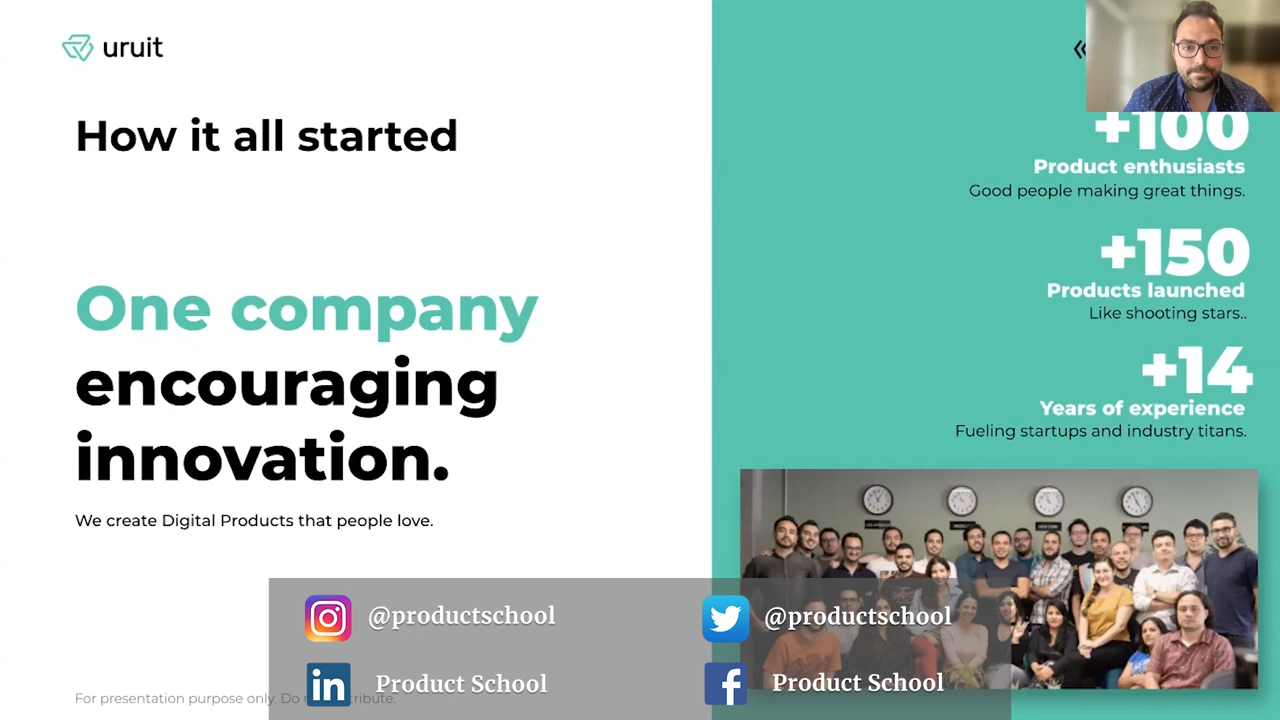 uruit
How it all started
One company
encouraging
innovation.
We create Digital Products that people love.
«
+100
Product enthusiasts
Good people making great things.
+150
Products launched
Like shooting stars..
+14
Years of experience
Fueling startups and industry titans.
@productschool
@productschool
in Product School
f Product School
For presentation purpose only. Do